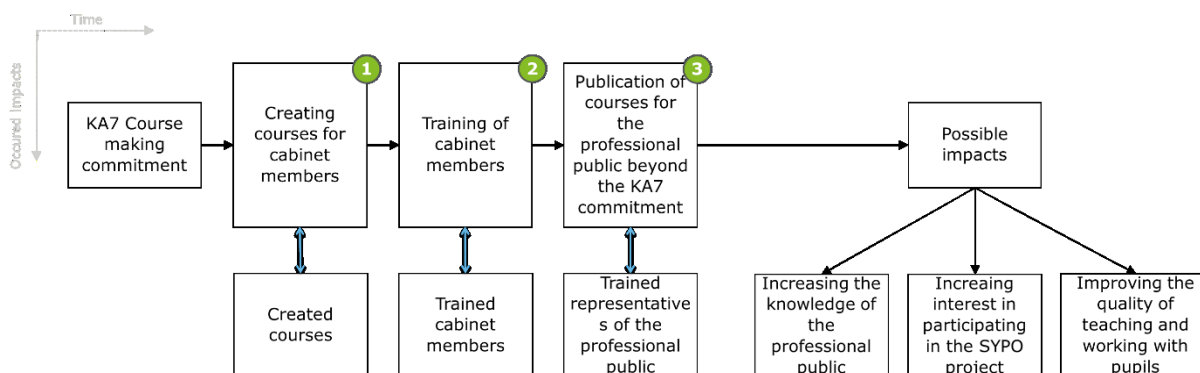 Time
Occured Impacts
KA7 Course
making
commitment
1
Creating
courses for
cabinet
members
2
Training of
cabinet
members
3
Publication of
courses for
the
professional
public beyond
the KA7
commitment
Possible
impacts
Created
courses
Trained
cabinet
members
Trained
representative
s of the
professional
public
Increasing the
knowledge of
the
professional
public
Increaing
interest in
participating
in the SYPO
project
Improving the
quality of
teaching and
working with
pupils